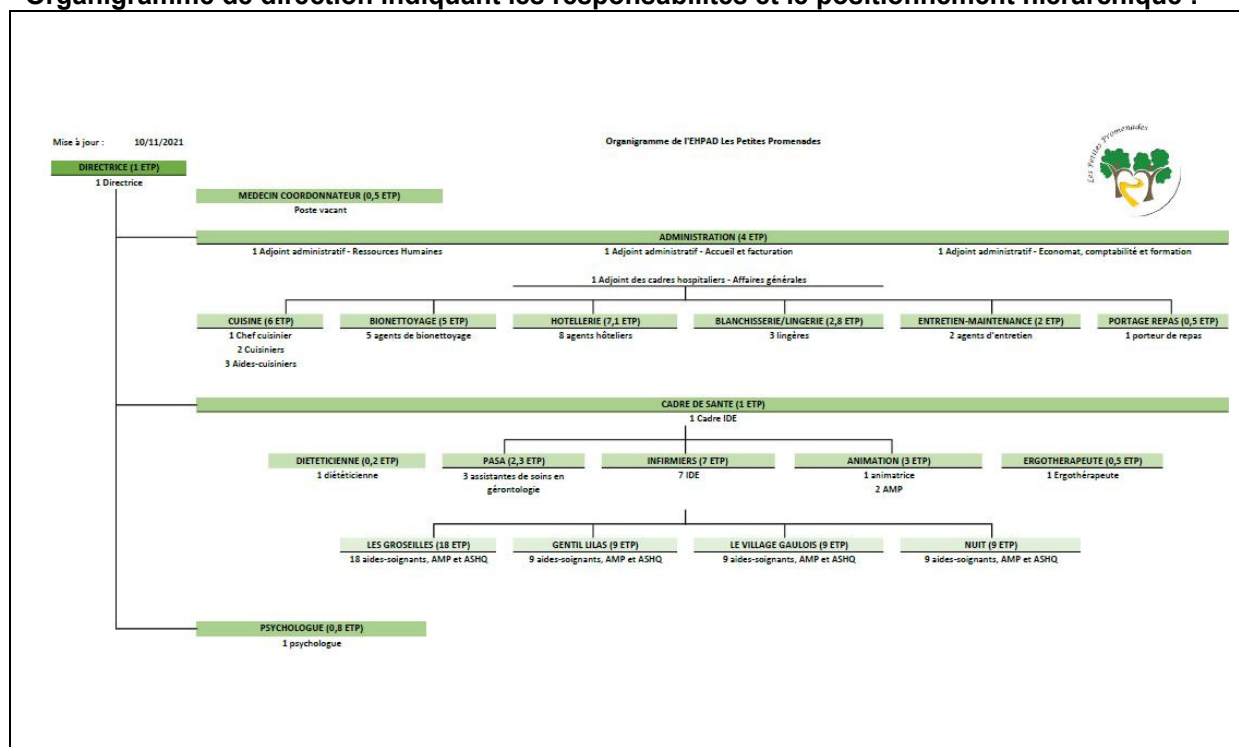 Organigramme de direction indiquant les responsabilités et le positionnement hiérarchique :
Mise à jour : 10/11/2021
Organigramme de l'EHPAD Les Petites Promenades
Les Petites Promenades
DIRECTRICE (1 ETP)
1 Directrice
MEDECIN COORDONNATEUR (0,5 ETP)
Poste vacant
ADMINISTRATION (4 ETP)
1 Adjoint administratif - Ressources Humaines
1 Adjoint administratif - Accueil et facturation
1 Adjoint administratif - Economat, comptabilité et formation
1 Adjoint des cadres hospitaliers - Affaires générales
CUISINE (6 ETP)
1 Chef cuisinier
2 Cuisiniers
3 Aides-cuisiniers
BIONETTOYAGE (5 ETP)
5 agents de bionettoyage
HOTELLERIE (7,1 ETP)
8 agents hôteliers
BLANCHISSERIE/LINGERIE (2,8 ETP)
3 lingères
ENTRETIEN-MAINTENANCE (2 ETP)
2 agents d'entretien
PORTAGE REPAS (0,5 ETP)
1 porteur de repas
CADRE DE SANTE (1 ETP)
1 Cadre IDE
DIETETICIENNE (0,2 ETP)
1 diététicienne
PASA (2,3 ETP)
3 assistantes de soins en
gérontologie
INFIRMIERS (7 ETP)
7 IDE
ANIMATION (3 ETP)
1 animatrice
2 AMP
ERGOTHERAPEUTE (0,5 ETP)
1 Ergothérapeute
LES GROSEILLES (18 ETP)
18 aides-soignants, AMP et ASHQ
GENTIL LILAS (9 ETP)
9 aides-soignants, AMP et ASHQ
LE VILLAGE GAULOIS (9 ETP)
9 aides-soignants, AMP et ASHQ
NUIT (9 ETP)
9 aides-soignants, AMP et ASHQ
PSYCHOLOGUE (0,8 ETP)
1 psychologue